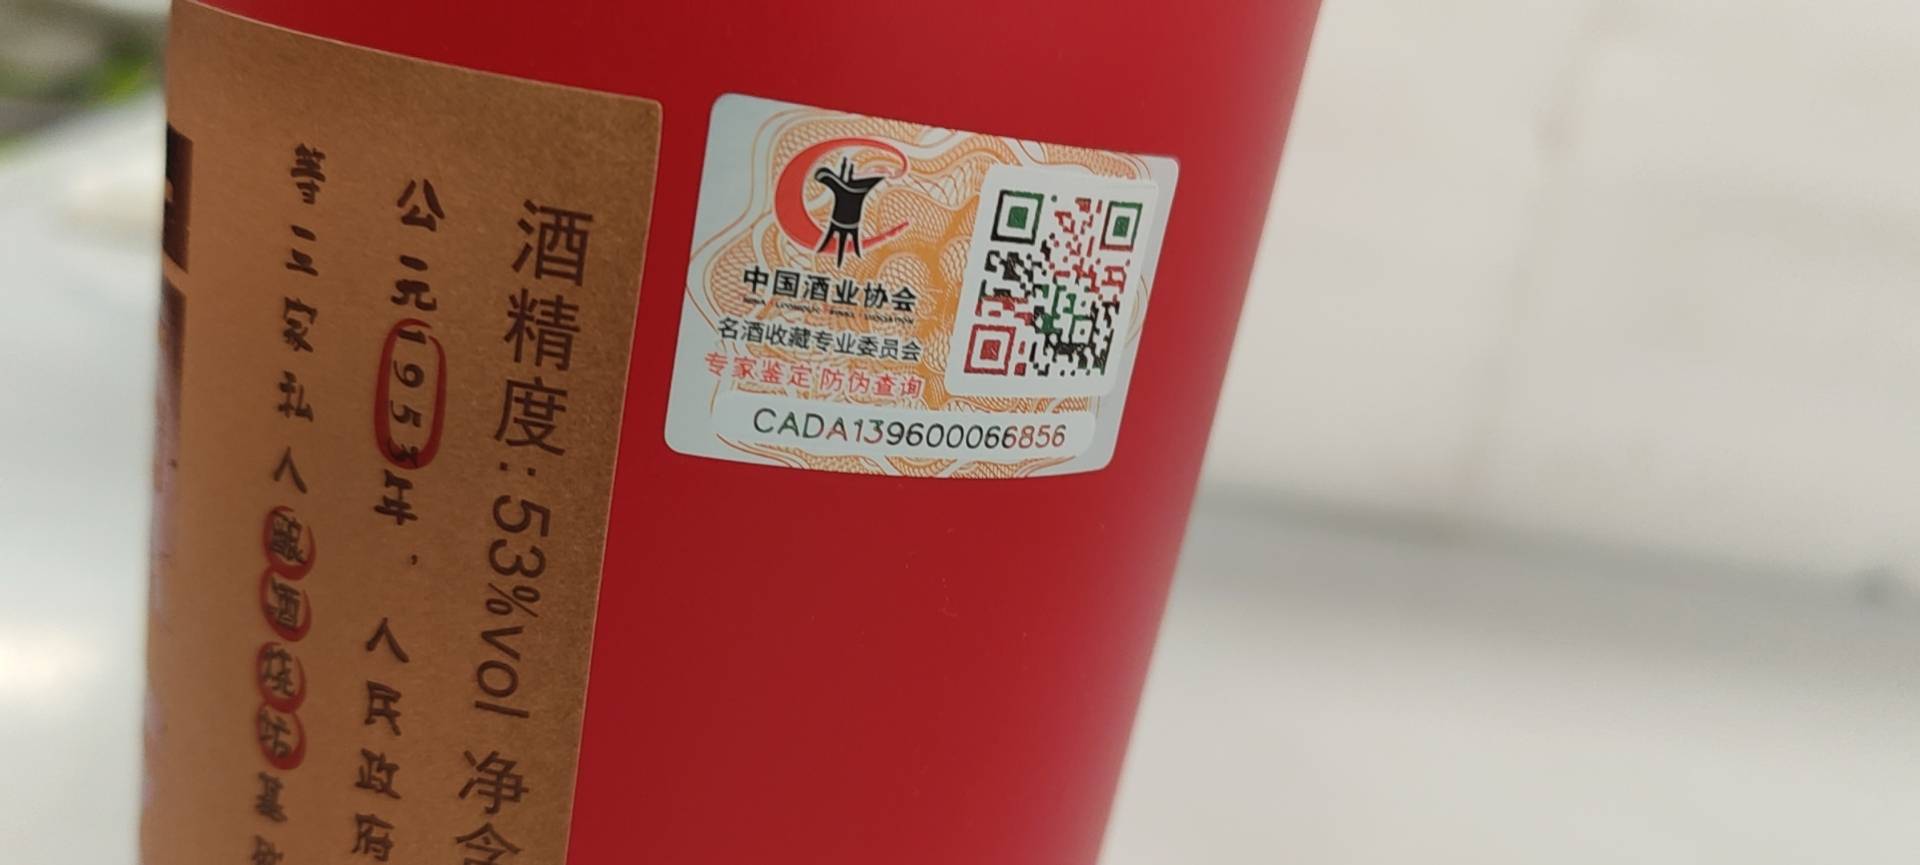 酒精度:53%vol 净含
公元1953年,人民政府
等三家私人酿酒烧坊基
中国酒业协会
名酒收藏专业委员会
专家鉴定 防伪查询
CADA139600066856